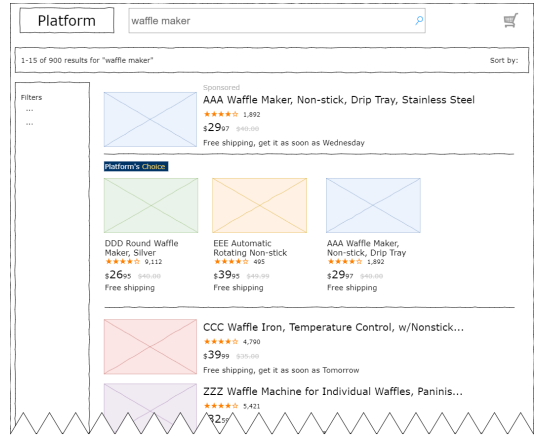 Platform
waffle maker
1-15 of 900 results for "waffle maker"
Sort by:
Filters
...
...
Sponsored
AAA Waffle Maker, Non-stick, Drip Tray, Stainless Steel
★★★★☆ 1,892
$29⁹⁷ $40.00
Free shipping, get it as soon as Wednesday
Platform's Choice
DDD Round Waffle
Maker, Silver
★★★★☆ 9,112
$26⁹⁵ $40.00
Free shipping
EEE Automatic
Rotating Non-stick
★★★★☆ 495
$39⁹⁵ $49.99
Free shipping
AAA Waffle Maker,
Non-stick, Drip Tray
★★★★☆ 1,892
$29⁹⁷ $40.00
Free shipping
CCC Waffle Iron, Temperature Control, w/Nonstick...
★★★★☆ 4,790
$39⁹⁹ $95.00
Free shipping, get it as soon as Tomorrow
ZZZ Waffle Machine for Individual Waffles, Paninis...
★★★★☆ 5,421